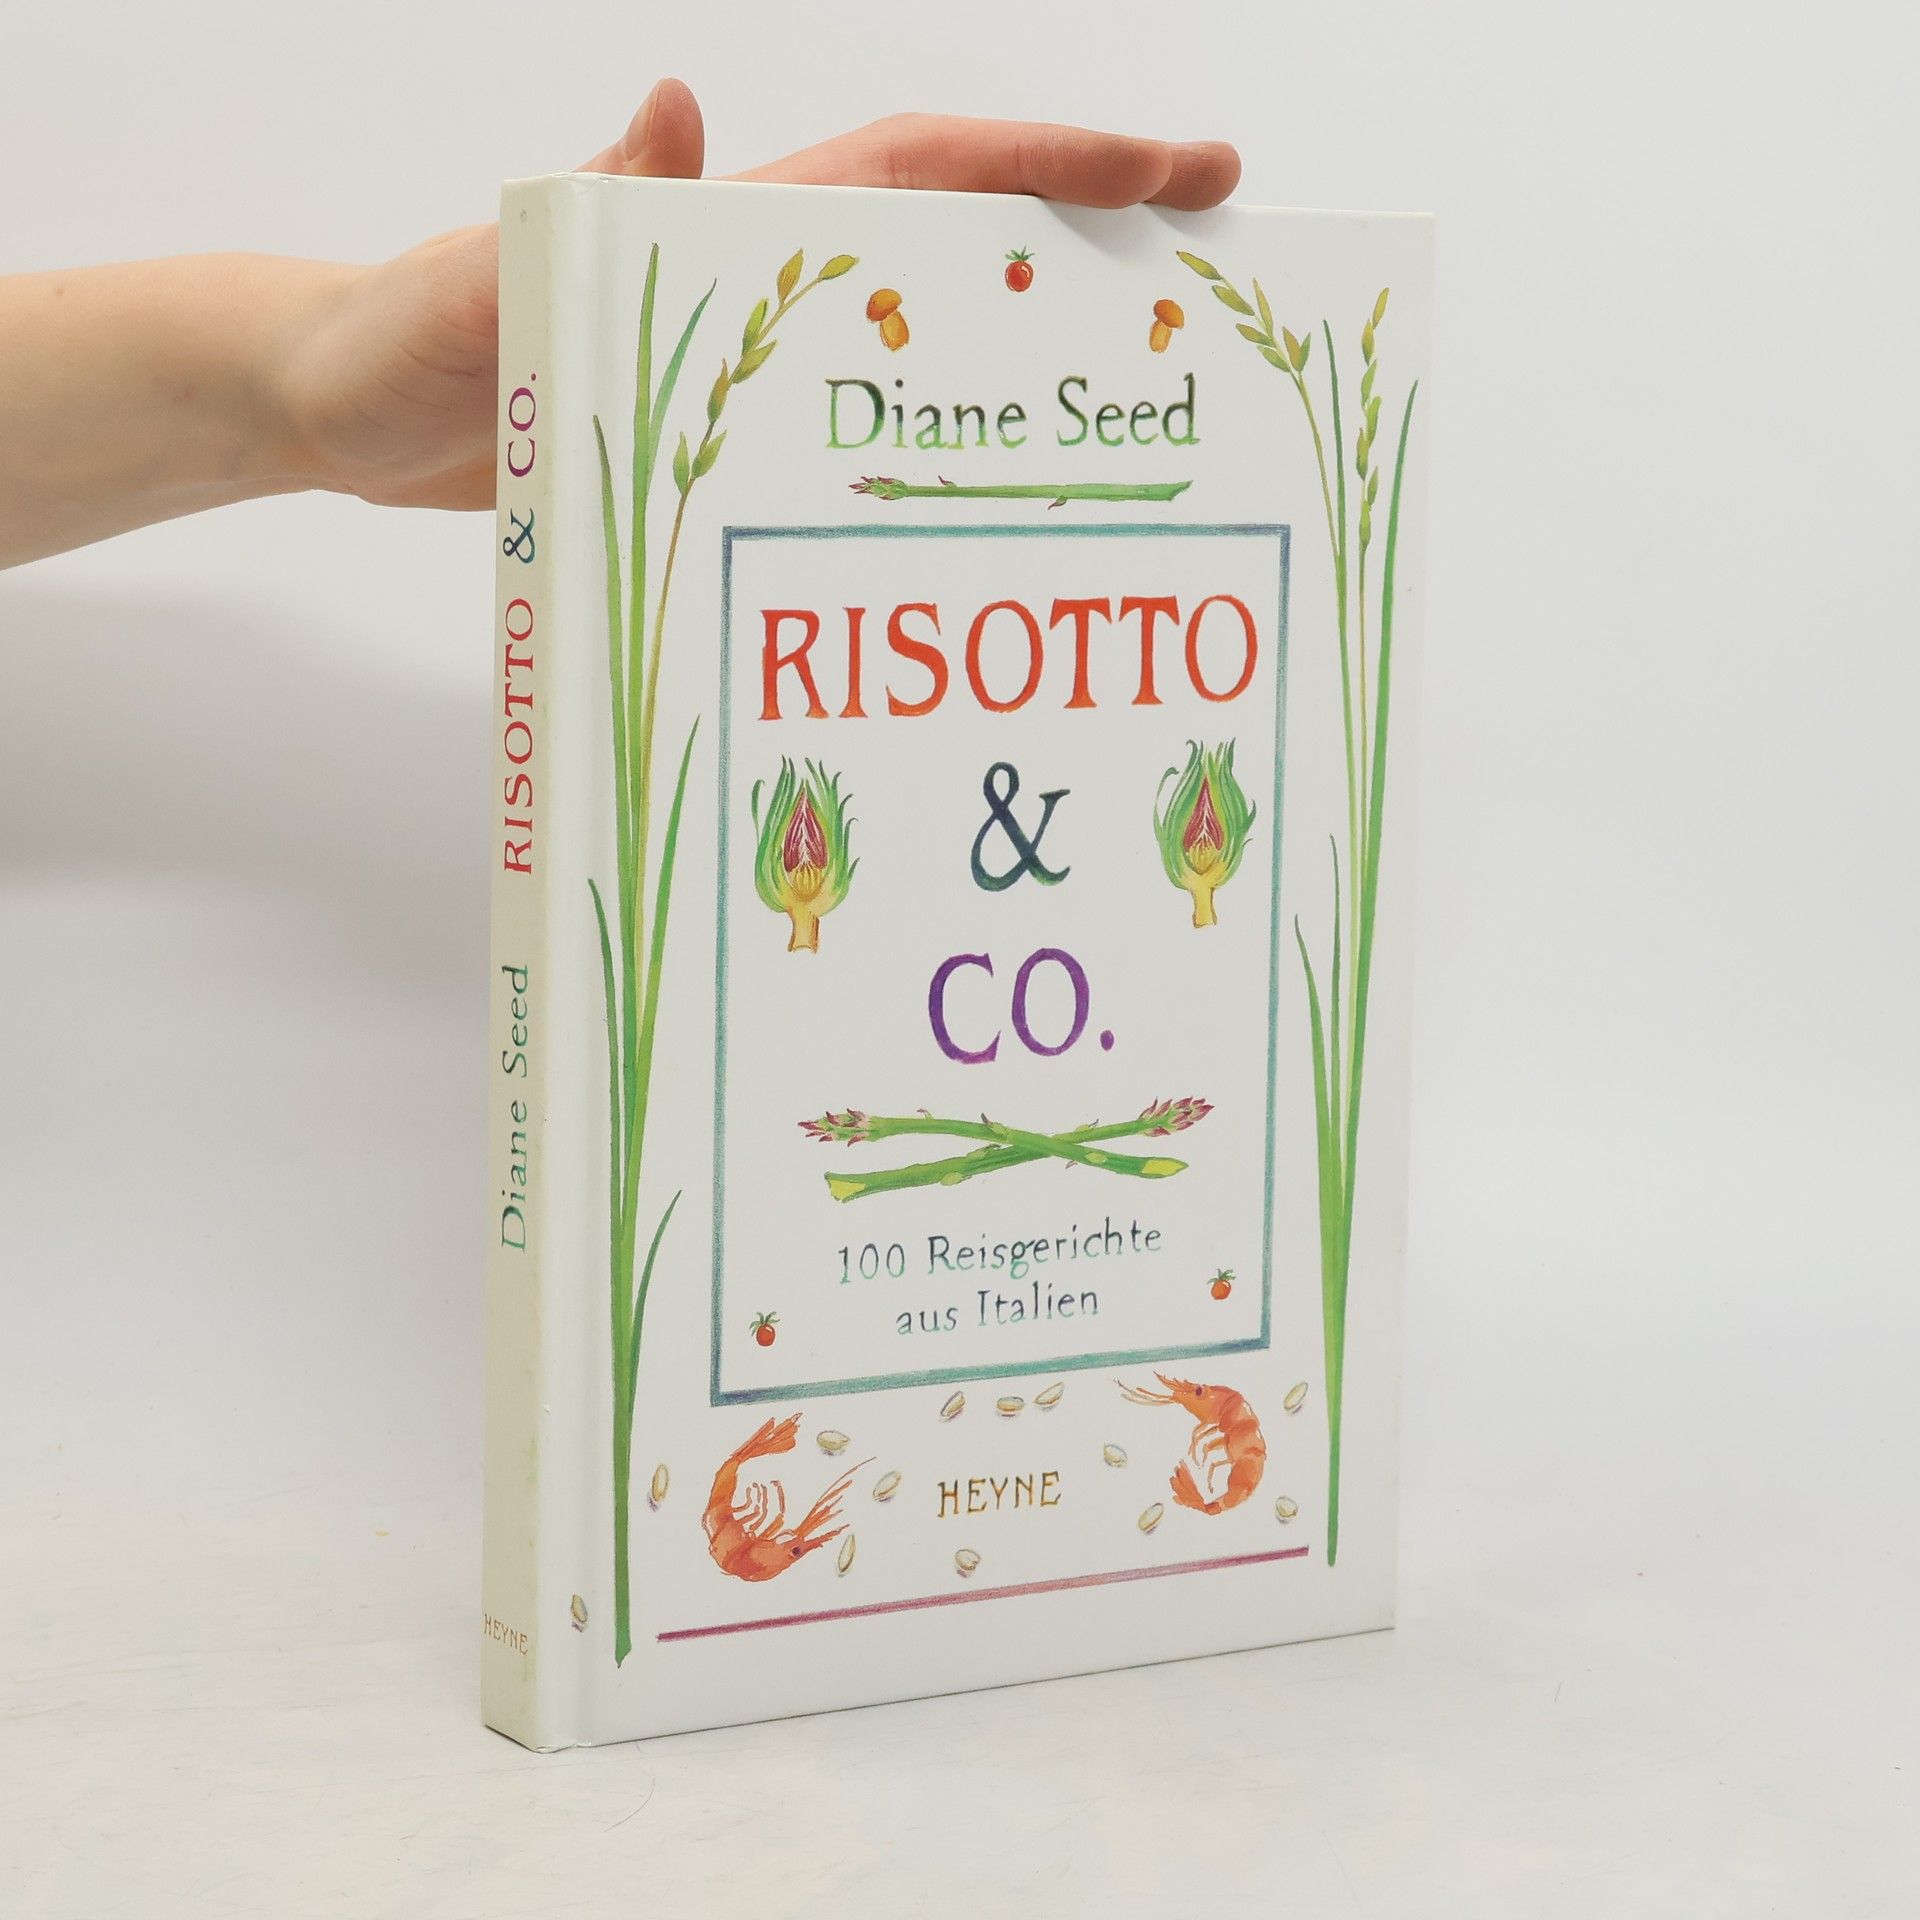 Diane Seed
RISOTTO
&
CO.
100 Reisgerichte
aus Italien
HEYNE
Diane Seed RISOTTO & CO.
HEYNE